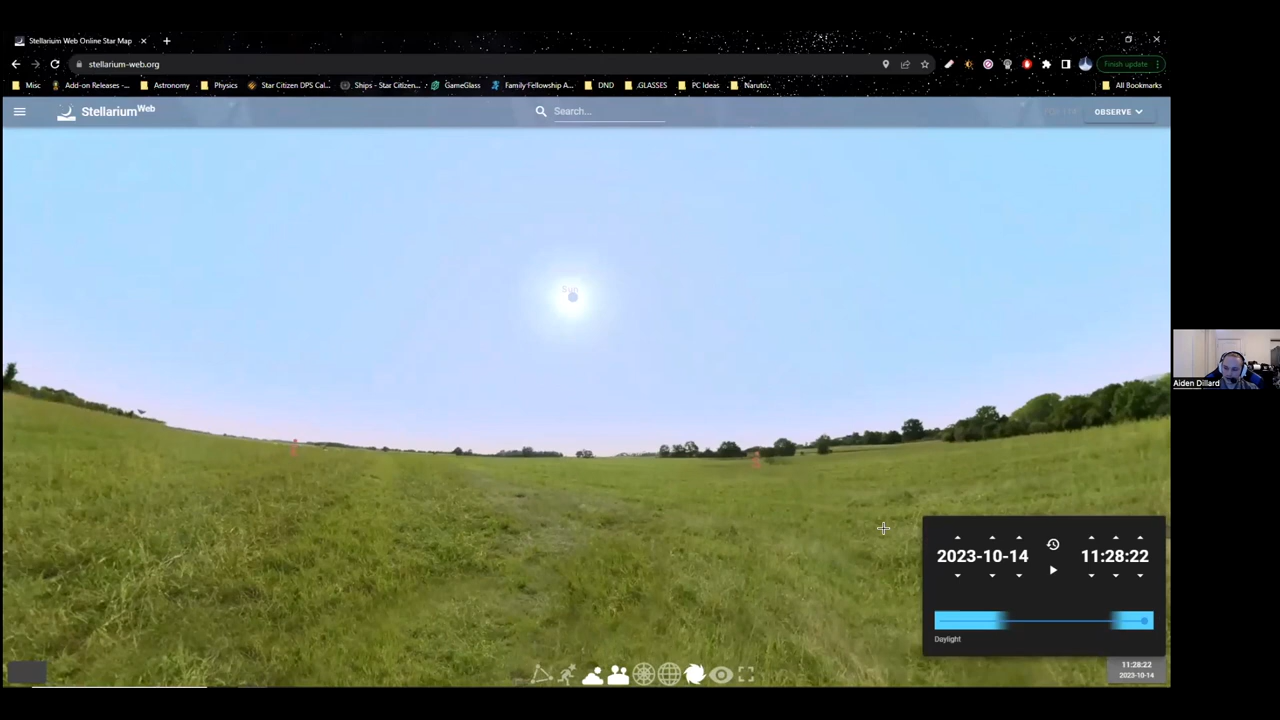 Stellarium Web Online Star Map
stellarium-web.org
Finish update
Misc
Add-on Releases -...
Astronomy
Physics
Star Citizen DPS Cal...
Ships - Star Citizen...
GameGlass
Family Fellowship A...
DND
.GLASSES
PC Ideas
Naruto
All Bookmarks
StellariumWeb
Search...
OBSERVE
Sun
Aiden Dillard
2023-10-14
11:28:22
Daylight
11:28:22
2023-10-14